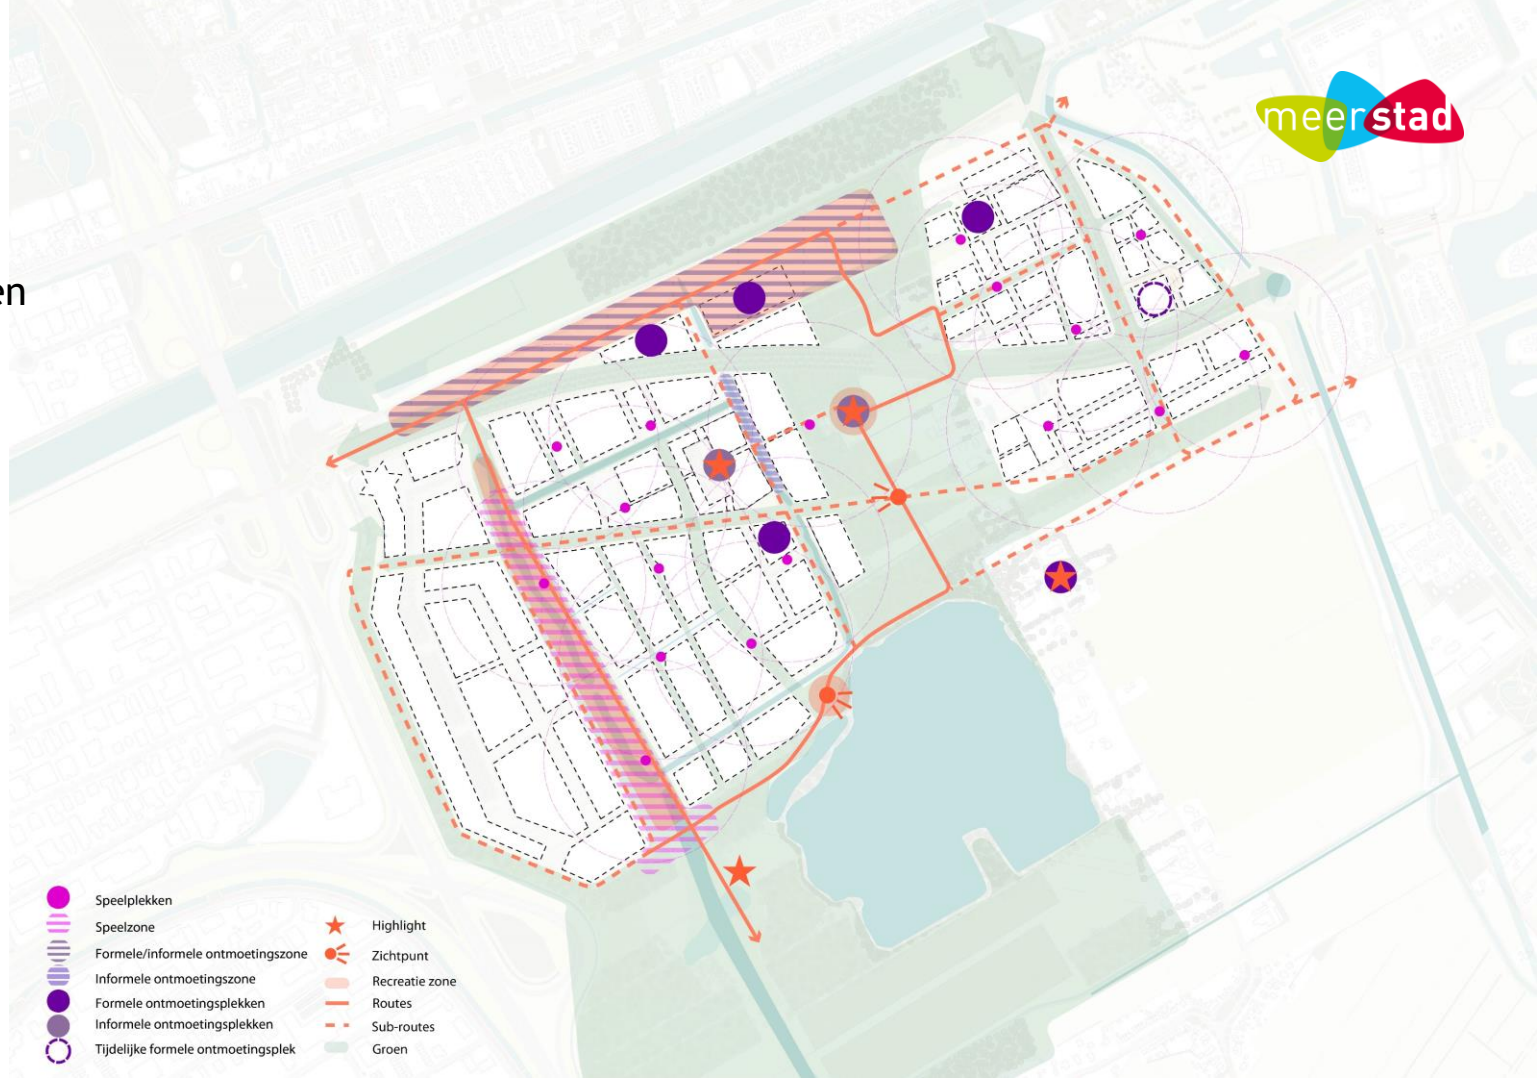 en
meerstad
Speelplekken
Speelzone
Formele/informele ontmoetingszone
Informele ontmoetingszone
Formele ontmoetingsplekken
Informele ontmoetingsplekken
Tijdelijke formele ontmoetingsplek
Highlight
Zichtpunt
Recreatie zone
Routes
Sub-routes
Groen